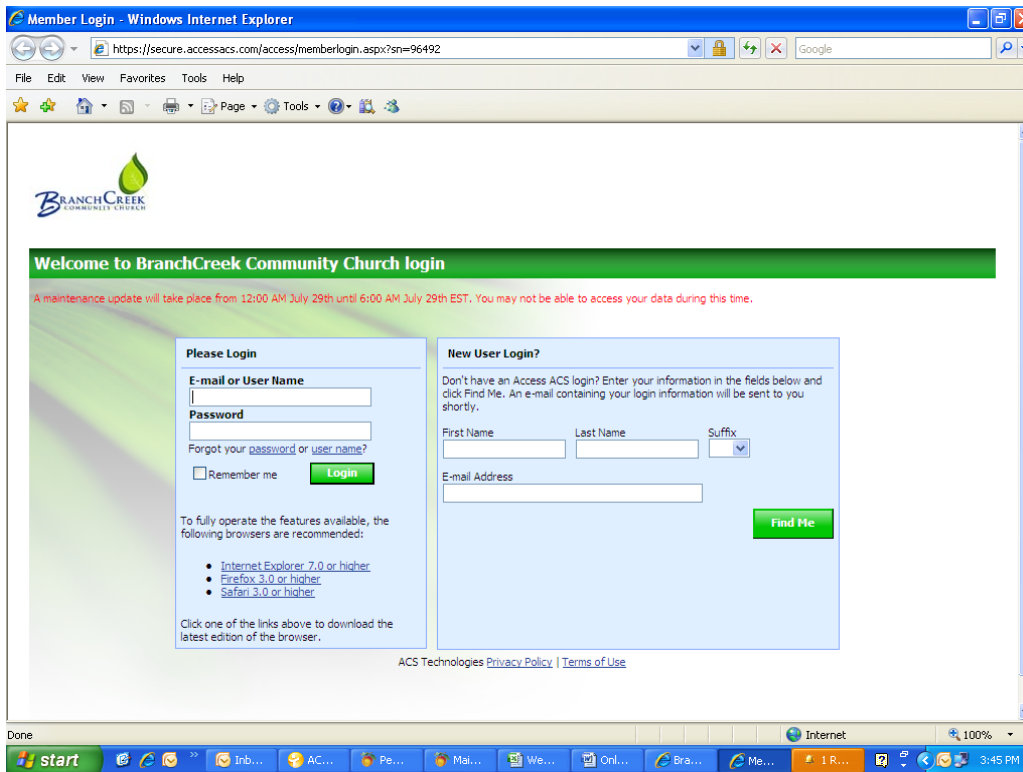 Member Login - Windows Internet Explorer
https://secure.accessacs.com/access/memberlogin.aspx?sn=96492
Google
File Edit View Favorites Tools Help
Page Tools
BRANCHCREEK
COMMUNITY CHURCH
Welcome to BranchCreek Community Church login
A maintenance update will take place from 12:00 AM July 29th until 6:00 AM July 29th EST. You may not be able to access your data during this time.
Please Login
E-mail or User Name
Password
Forgot your password or user name?
Remember me Login
To fully operate the features available, the
following browsers are recommended:
• Internet Explorer 7.0 or higher
• Firefox 3.0 or higher
• Safari 3.0 or higher
Click one of the links above to download the
latest edition of the browser.
New User Login?
Don't have an Access ACS login? Enter your information in the fields below and
click Find Me. An e-mail containing your login information will be sent to you
shortly.
First Name Last Name Suffix
E-mail Address
Find Me
ACS Technologies Privacy Policy | Terms of Use
Done Internet 100%
start Inb... AC... Pe... Mai... We... Onl... Bra... Me... 1 R... 3:45 PM